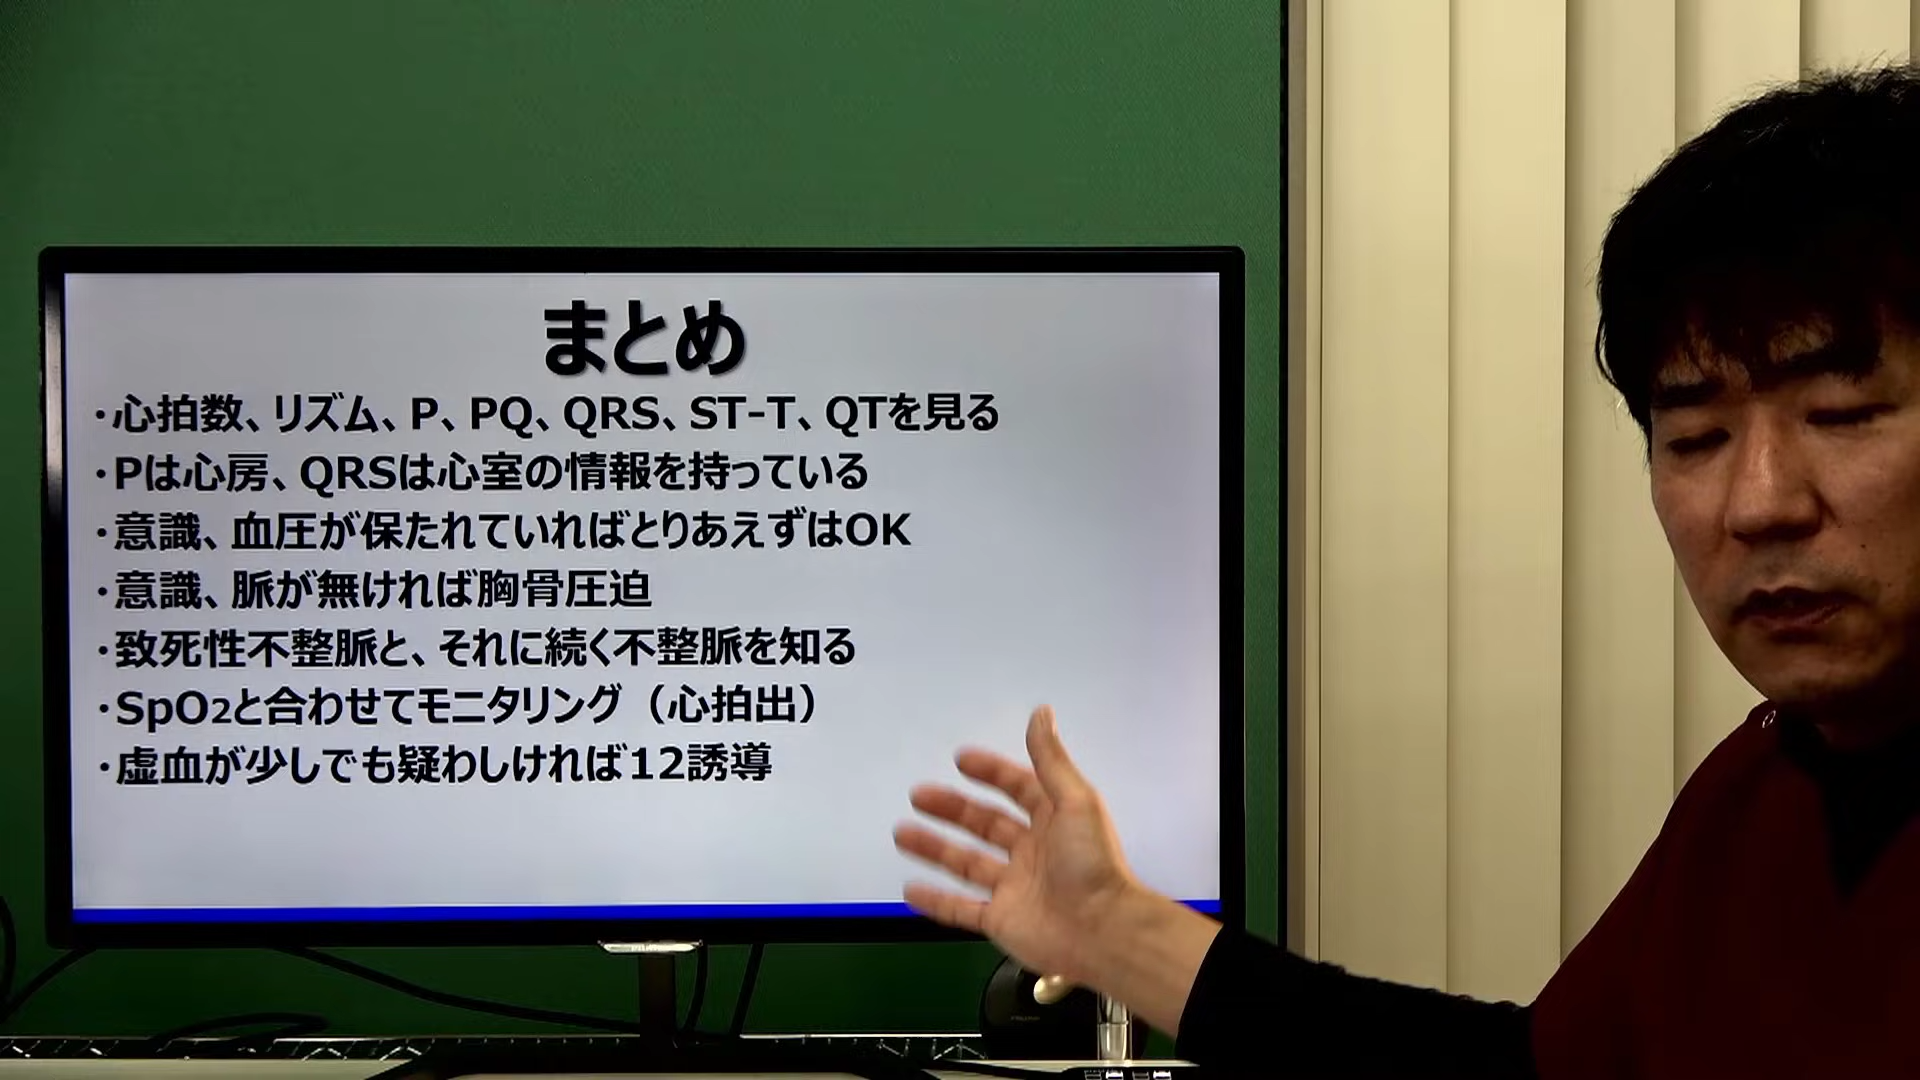 まとめ
・心拍数、リズム、P、PQ、QRS、ST-T、QTを見る
・Pは心房、QRSは心室の情報を持っている
・意識、血圧が保たれていればとりあえずはOK
・意識、脈が無ければ胸骨圧迫
・致死性不整脈と、それに続く不整脈を知る
・SpO2と合わせてモニタリング（心拍出）
・虚血が少しでも疑わしければ12誘導